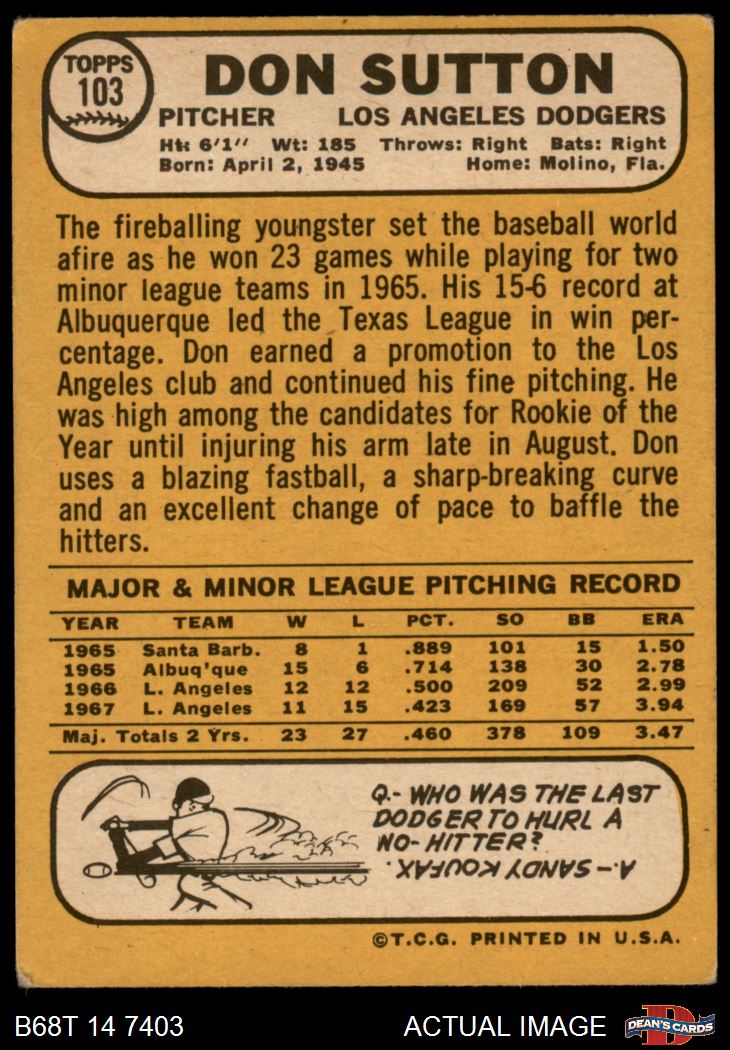 TOPPS
103
DON SUTTON
PITCHER LOS ANGELES DODGERS
Ht: 6'1" Wt: 185 Throws: Right Bats: Right
Born: April 2, 1945 Home: Molino, Fla.
The fireballing youngster set the baseball world
afire as he won 23 games while playing for two
minor league teams in 1965. His 15-6 record at
Albuquerque led the Texas League in win per-
centage. Don earned a promotion to the Los
Angeles club and continued his fine pitching. He
was high among the candidates for Rookie of the
Year until injuring his arm late in August. Don
uses a blazing fastball, a sharp-breaking curve
and an excellent change of pace to baffle the
hitters.
MAJOR & MINOR LEAGUE PITCHING RECORD
YEAR TEAM W L PCT. SO BB ERA
1965 Santa Barb. 8 1 .889 101 15 1.50
1965 Albuq'que 15 6 .714 138 30 2.78
1966 L. Angeles 12 12 .500 209 52 2.99
1967 L. Angeles 11 15 .423 169 57 3.94
Maj. Totals 2 Yrs. 23 27 .460 378 109 3.47
Q.- WHO WAS THE LAST
DODGER TO HURL A
NO-HITTER?
A.- SANDY KOUFAX.
©T.C.G. PRINTED IN U.S.A.
B68T 14 7403 ACTUAL IMAGE
D
DEAN'S CARDS